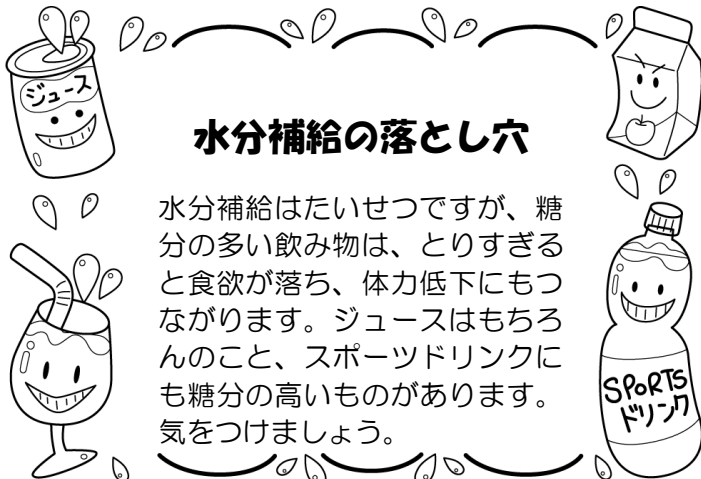 ジュース
水分補給の落とし穴
水分補給はたいせつですが、糖
分の多い飲み物は、とりすぎる
と食欲が落ち、体力低下にもつ
ながります。ジュースはもちろ
んのこと、スポーツドリンクに
も糖分の高いものがあります。
気をつけましょう。
SPoRTS
ドリンク